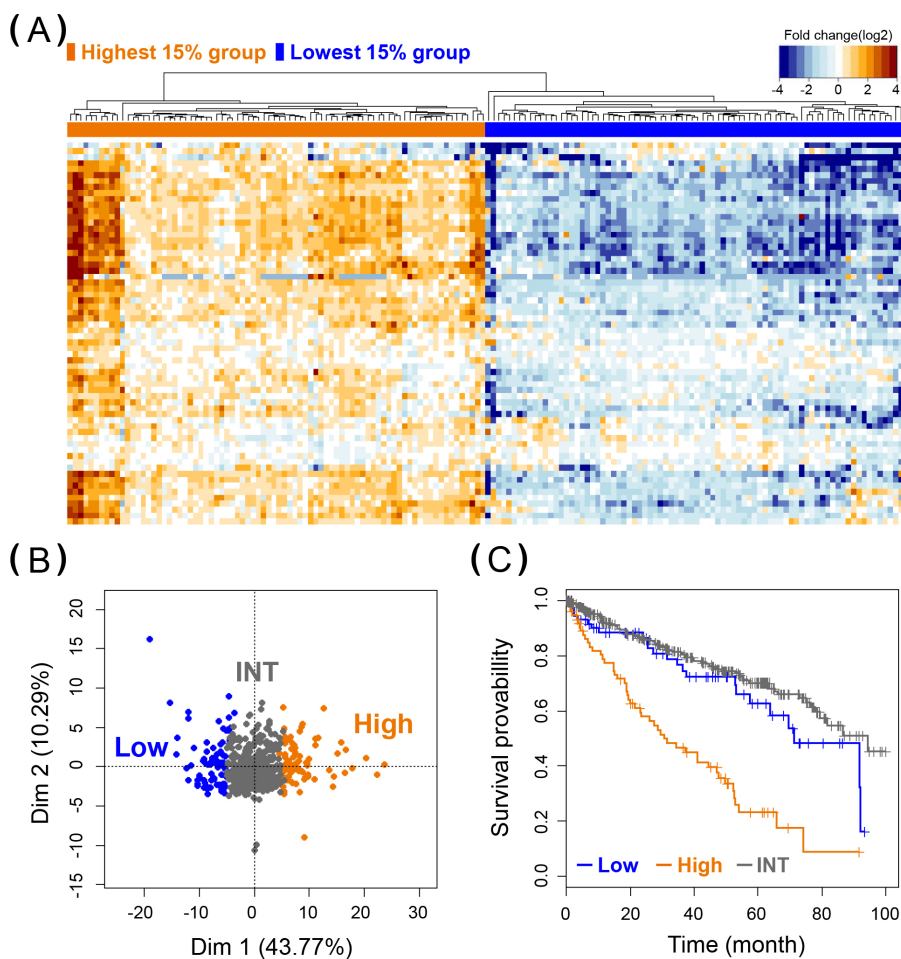 (A)
Highest 15% group Lowest 15% group
Fold change(log2)
-4 -2 0 2 4
(B)
20
15
10
5
0
-5
-10
-15
Dim 2 (10.29%)
INT
Low
High
-20 -10 0 10 20 30
Dim 1 (43.77%)
(C)
1.0
0.8
0.6
0.4
0.2
0.0
Survival provabillity
Low High INT
0 20 40 60 80 100
Time (month)